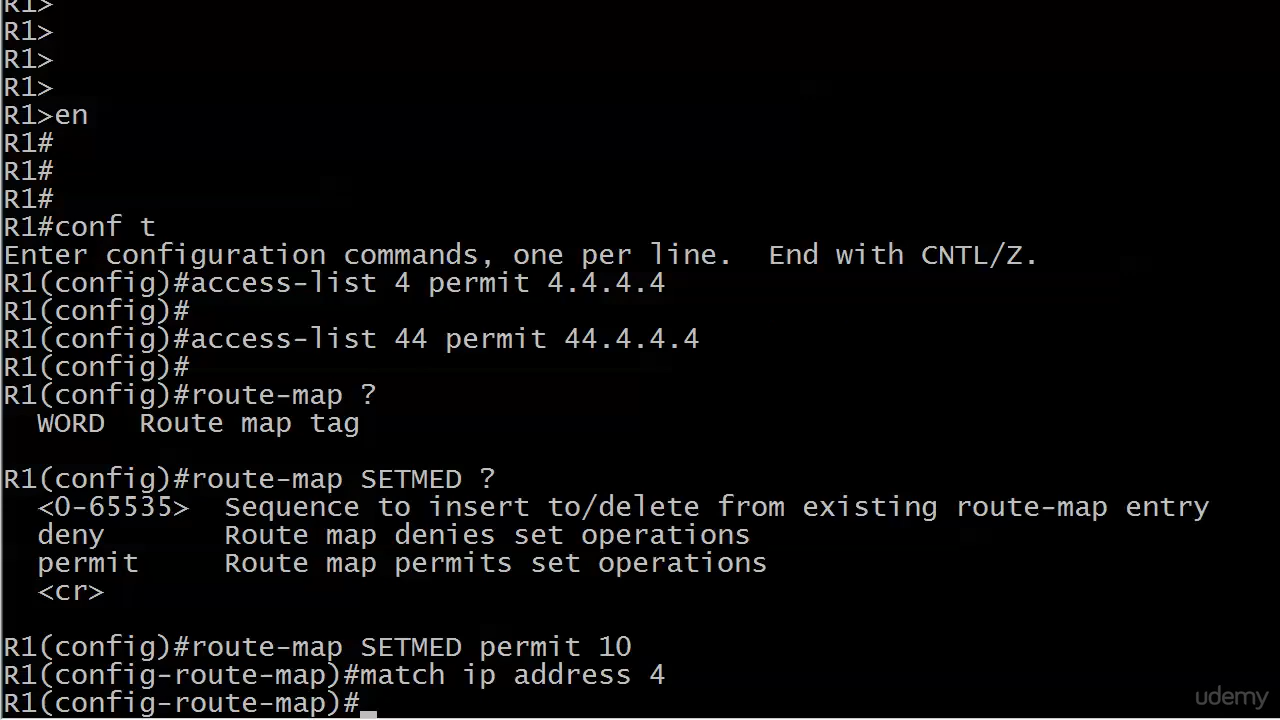 R1>
R1>
R1>
R1>
R1>en
R1#
R1#
R1#
R1#conf t
Enter configuration commands, one per line.  End with CNTL/Z.
R1(config)#access-list 4 permit 4.4.4.4
R1(config)#
R1(config)#access-list 44 permit 44.4.4.4
R1(config)#
R1(config)#route-map ?
  WORD  Route map tag
R1(config)#route-map SETMED ?
  <0-65535>  Sequence to insert to/delete from existing route-map entry
  deny       Route map denies set operations
  permit     Route map permits set operations
  <cr>
R1(config)#route-map SETMED permit 10
R1(config-route-map)#match ip address 4
R1(config-route-map)#
udemy